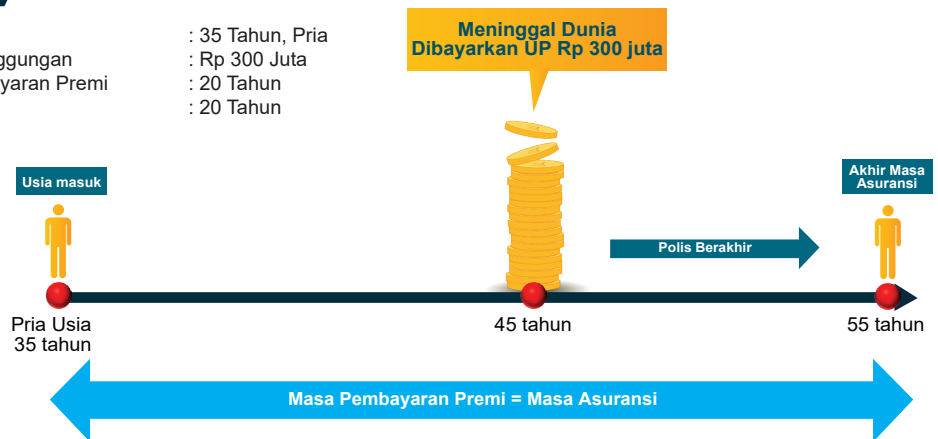 : 35 Tahun, Pria
: Rp 300 Juta
Premi : 20 Tahun
: 20 Tahun
Meninggal Dunia
Dibayarkan UP Rp 300 juta
Usia masuk
Akhir Masa
Asuransi
Polis Berakhir
Pria Usia
35 tahun
45 tahun
55 tahun
Masa Pembayaran Premi = Masa Asuransi